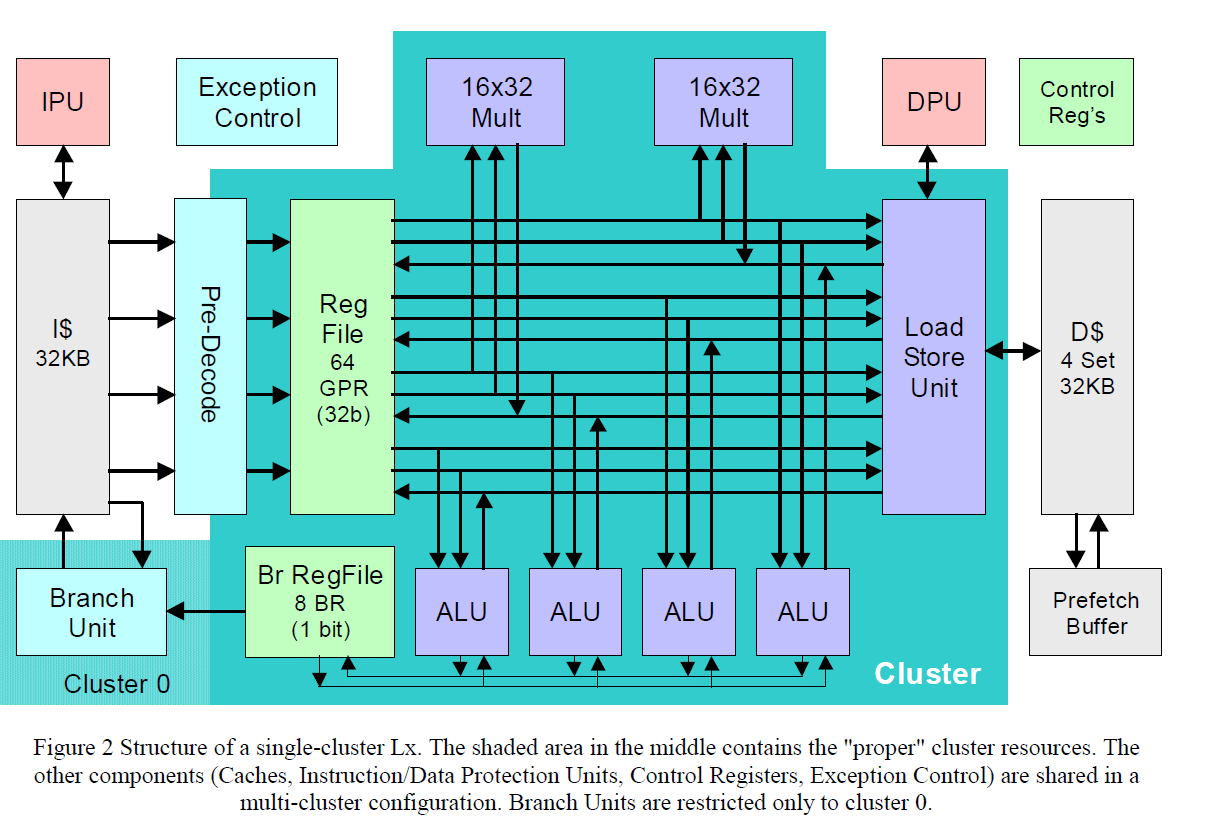 IPU
Exception
Control
16x32
Mult
16x32
Mult
DPU
Control
Reg's
I$
32KB
Pre-Decode
Reg
File
64
GPR
(32b)
Load
Store
Unit
D$
4 Set
32KB
Branch
Unit
Br RegFile
8 BR
(1 bit)
ALU
ALU
ALU
ALU
Prefetch
Buffer
Cluster 0
Cluster
Figure 2 Structure of a single-cluster Lx. The shaded area in the middle contains the "proper" cluster resources. The
other components (Caches, Instruction/Data Protection Units, Control Registers, Exception Control) are shared in a
multi-cluster configuration. Branch Units are restricted only to cluster 0.